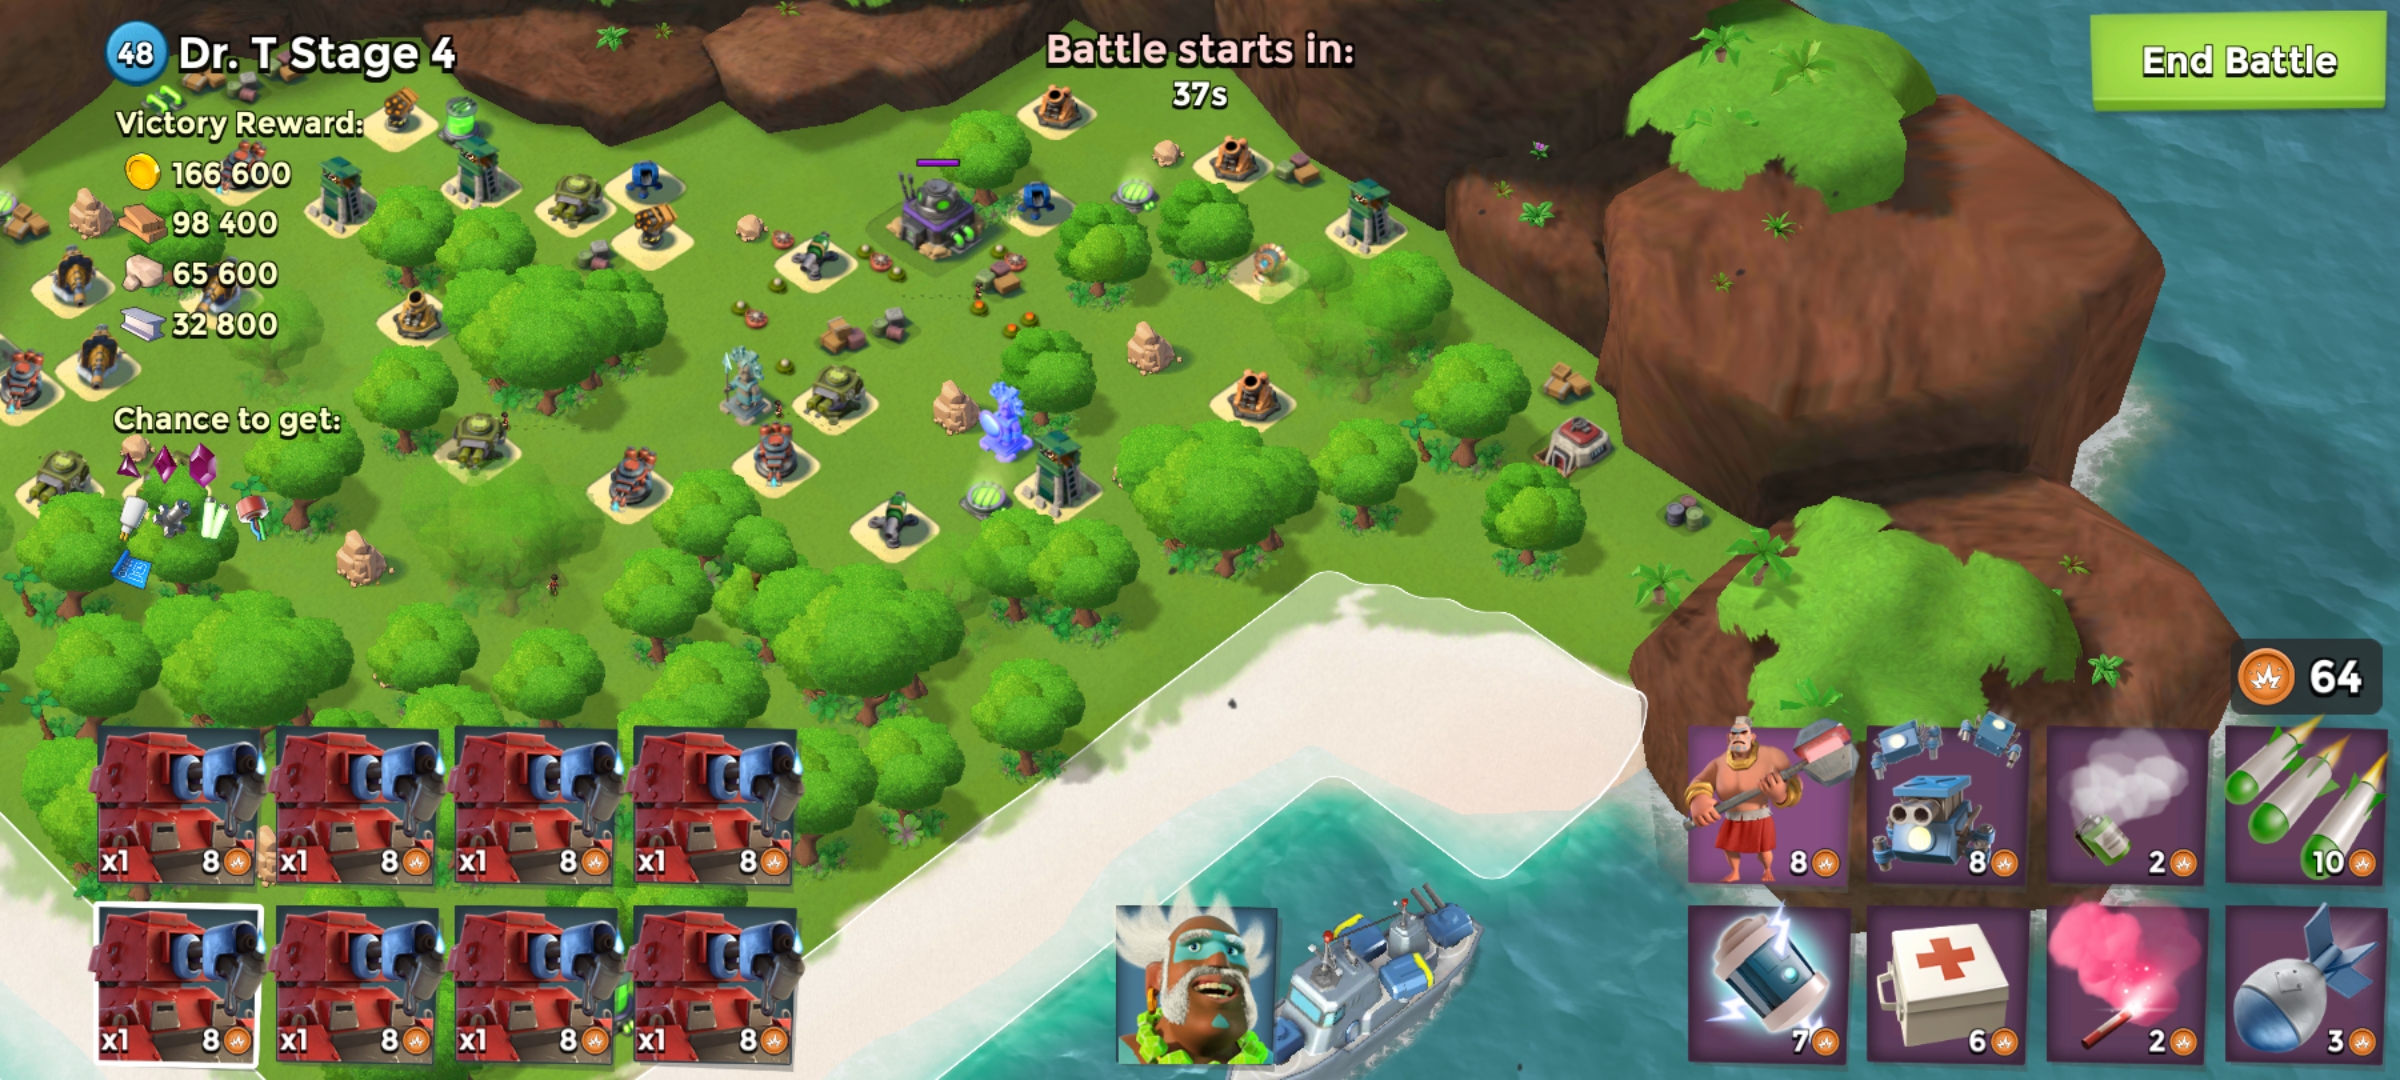 48 Dr. T Stage 4
Battle starts in:
37s
End Battle
Victory Reward:
166 600
98 400
65 600
32 800
Chance to get:
64
x1 8
x1 8
x1 8
x1 8
8
8
2
10
x1 8
x1 8
x1 8
x1 8
7
6
2
3